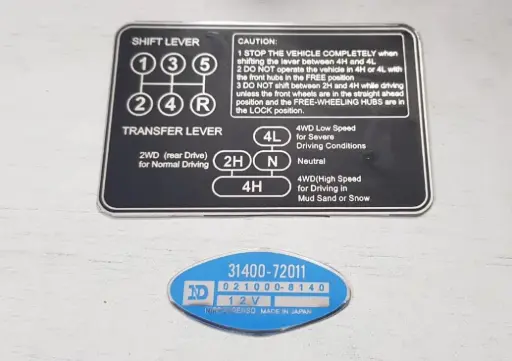 SHIFT LEVER
1 3 5
2 4 R
CAUTION:
1 STOP THE VEHICLE COMPLETELY when
shifting the lever between 4H and 4L
2 DO NOT operate the vehicle in 4H or 4L with
the front hubs in the FREE position
3 DO NOT shift between 2H and 4H while driving
unless the front wheels are in the straight ahead
position and the FREE-WHEELING HUBS are in
the LOCK position.
TRANSFER LEVER
4L
4WD Low Speed
for Severe
Driving Conditions
2WD (rear Drive)
for Normal Driving
2H N
Neutral
4H
4WD(High Speed
for Driving in
Mud Sand or Snow
31400-72011
ND
021000-8140
12V
NIPPONDENSO MADE IN JAPAN